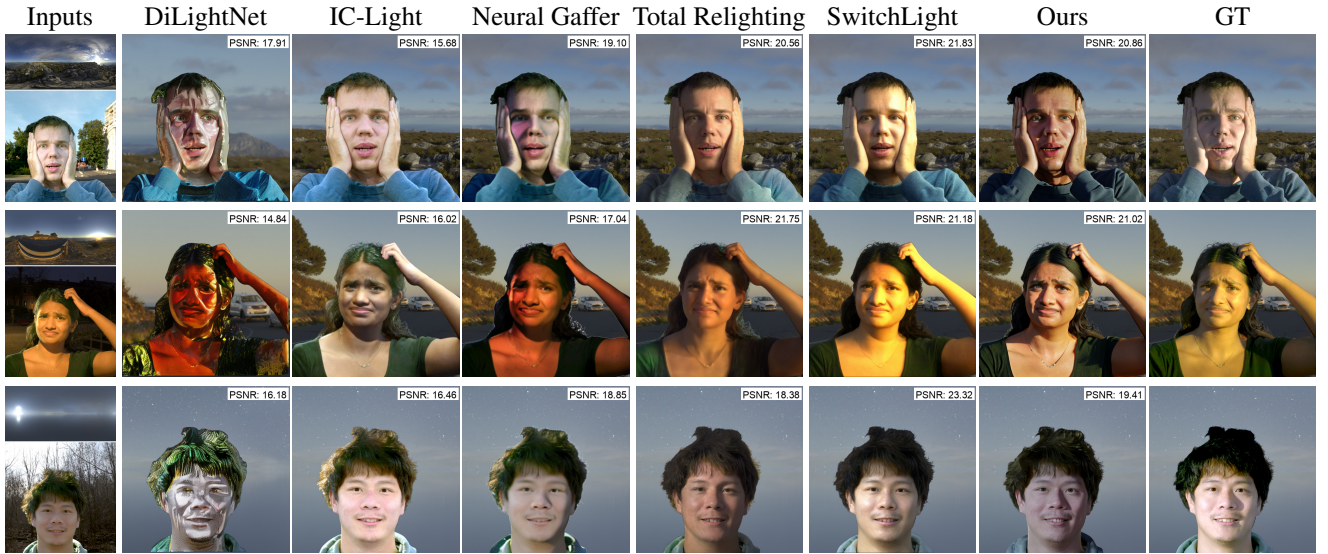 Inputs DiLightNet IC-Light Neural Gaffer Total Relighting SwitchLight Ours GT
PSNR: 17.91 PSNR: 15.68 PSNR: 19.10 PSNR: 20.56 PSNR: 21.83 PSNR: 20.86
PSNR: 14.84 PSNR: 16.02 PSNR: 17.04 PSNR: 21.75 PSNR: 21.18 PSNR: 21.02
PSNR: 16.18 PSNR: 16.46 PSNR: 18.85 PSNR: 18.38 PSNR: 23.32 PSNR: 19.41